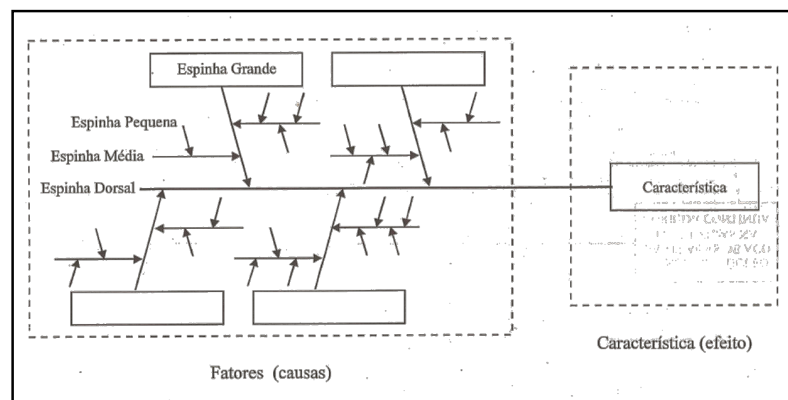 Espinha Grande
Espinha Pequena
Espinha Média
Espinha Dorsal
Característica
Característica (efeito)
Fatores (causas)